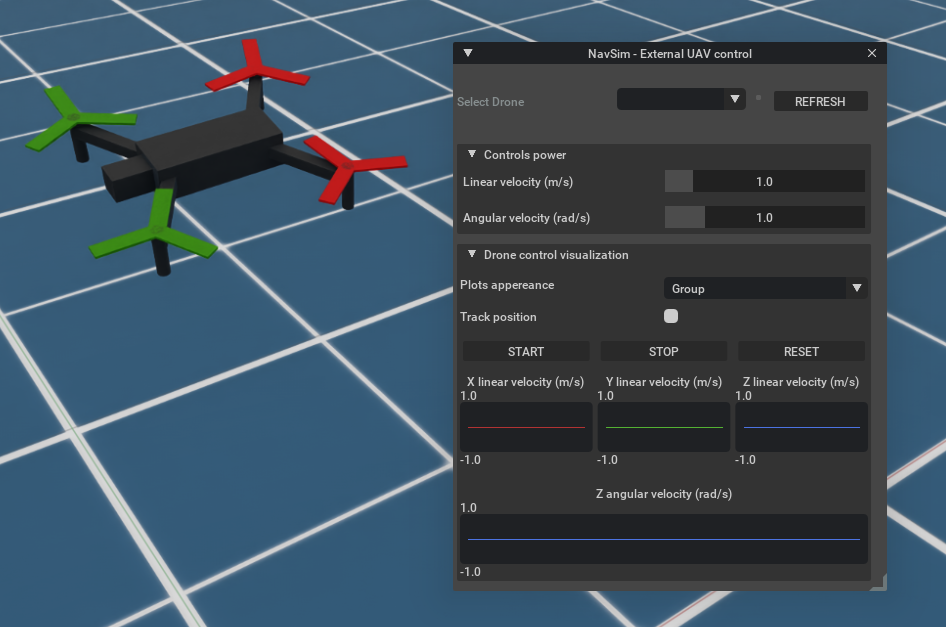 NavSim - External UAV control
Select Drone
REFRESH
Controls power
Linear velocity (m/s) 1.0
Angular velocity (rad/s) 1.0
Drone control visualization
Plots appereance Group
Track position
START STOP RESET
X linear velocity (m/s) Y linear velocity (m/s) Z linear velocity (m/s)
1.0 1.0 1.0
-1.0 -1.0 -1.0
Z angular velocity (rad/s)
1.0
-1.0